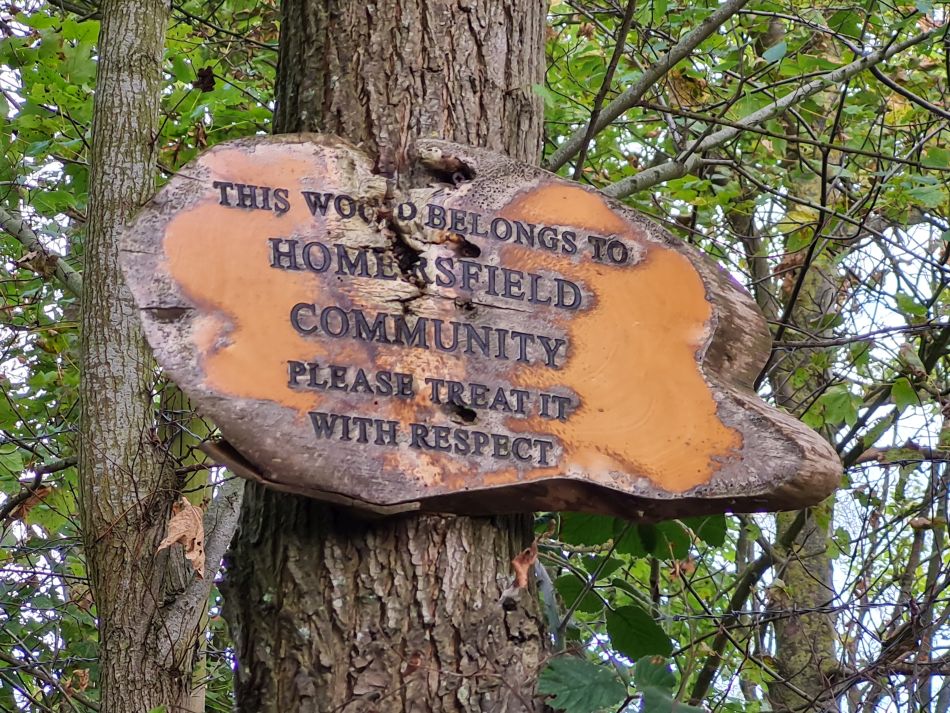 THIS WOOD BELONGS TO
HOMERSFIELD
COMMUNITY
PLEASE TREAT IT
WITH RESPECT